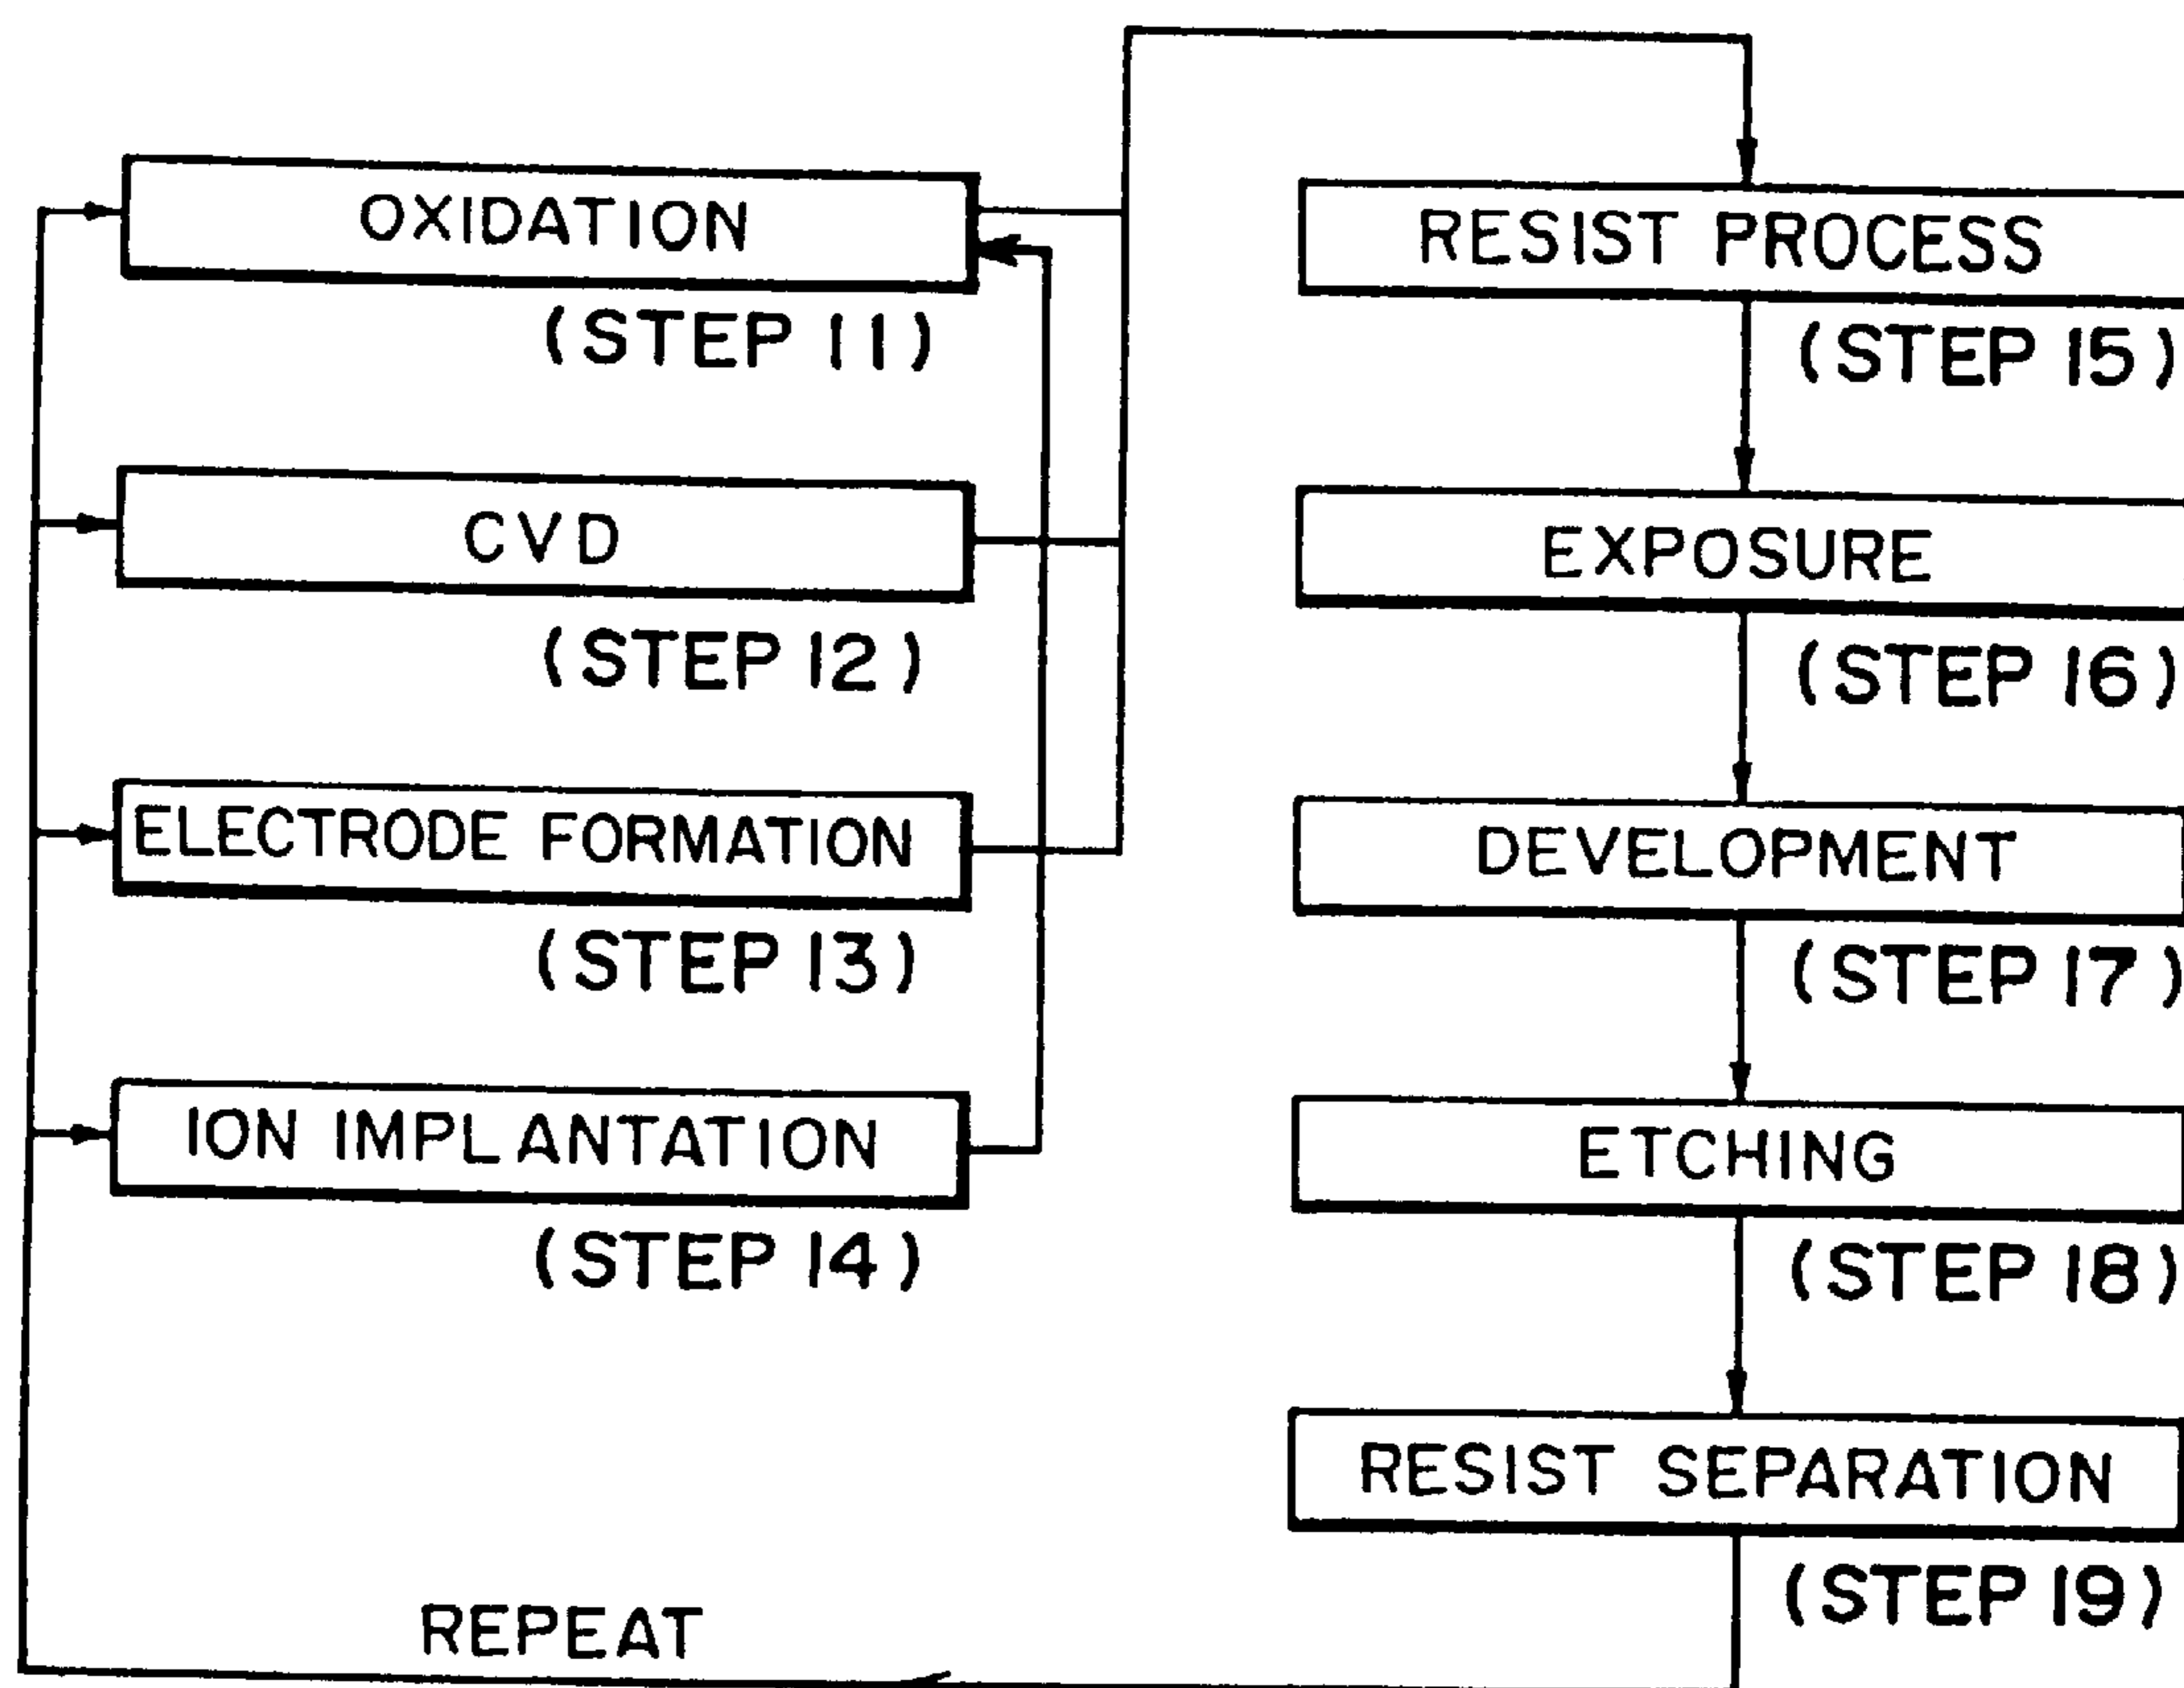 OXIDATION
(STEP 11)
CVD
(STEP 12)
ELECTRODE FORMATION
(STEP 13)
ION IMPLANTATION
(STEP 14)
RESIST PROCESS
(STEP 15)
EXPOSURE
(STEP 16)
DEVELOPMENT
(STEP 17)
ETCHING
(STEP 18)
RESIST SEPARATION
(STEP 19)
REPEAT